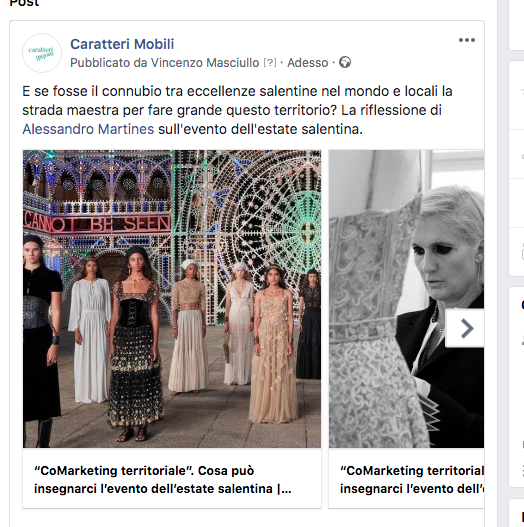 Post
caratteri
mobili
Caratteri Mobili
Pubblicato da Vincenzo Masciullo [?] · Adesso ·
E se fosse il connubio tra eccellenze salentine nel mondo e locali la
strada maestra per fare grande questo territorio? La riflessione di
Alessandro Martines sull'evento dell'estate salentina.
CANNOT BE SEEN
“CoMarketing territoriale”. Cosa può
insegnarci l’evento dell’estate salentina |...
“CoMarketing territorial
insegnarci l’evento dell’